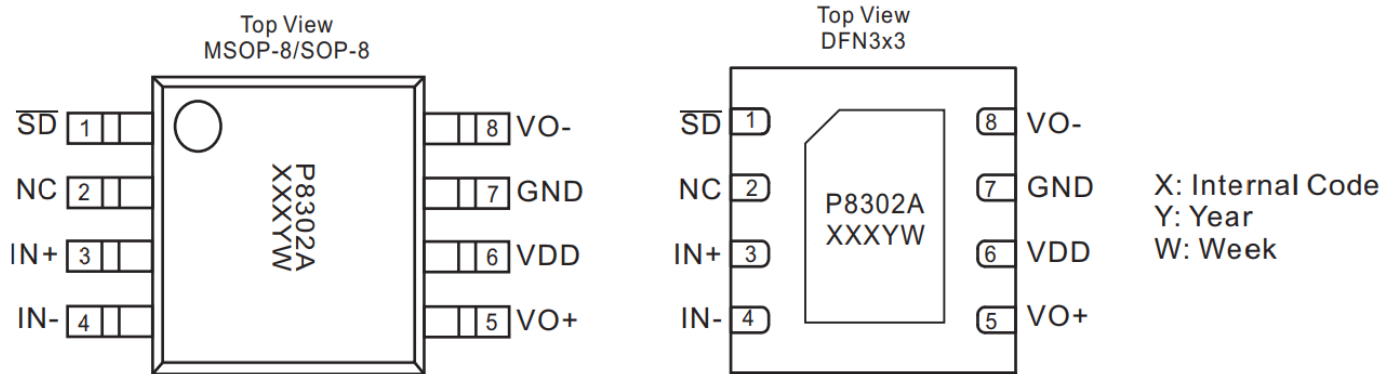 Top View
MSOP-8/SOP-8
SD 1
NC 2
IN+ 3
IN- 4
P8302A
XXXYW
8 VO-
7 GND
6 VDD
5 VO+
Top View
DFN3x3
SD 1
NC 2
IN+ 3
IN- 4
P8302A
XXXYW
8 VO-
7 GND
6 VDD
5 VO+
X: Internal Code
Y: Year
W: Week